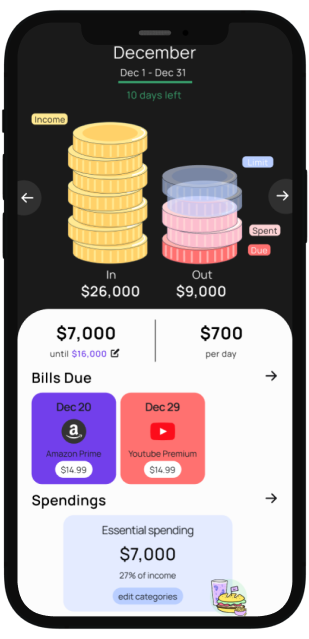 December
Dec 1 - Dec 31
10 days left
Income
Limit
Spent
Due
In
$26,000
Out
$9,000
$7,000
until $16,000
$700
per day
Bills Due
Dec 20
a
Amazon Prime
$14.99
Dec 29
Youtube Premium
$14.99
Spendings
Essential spending
$7,000
27% of income
edit categories